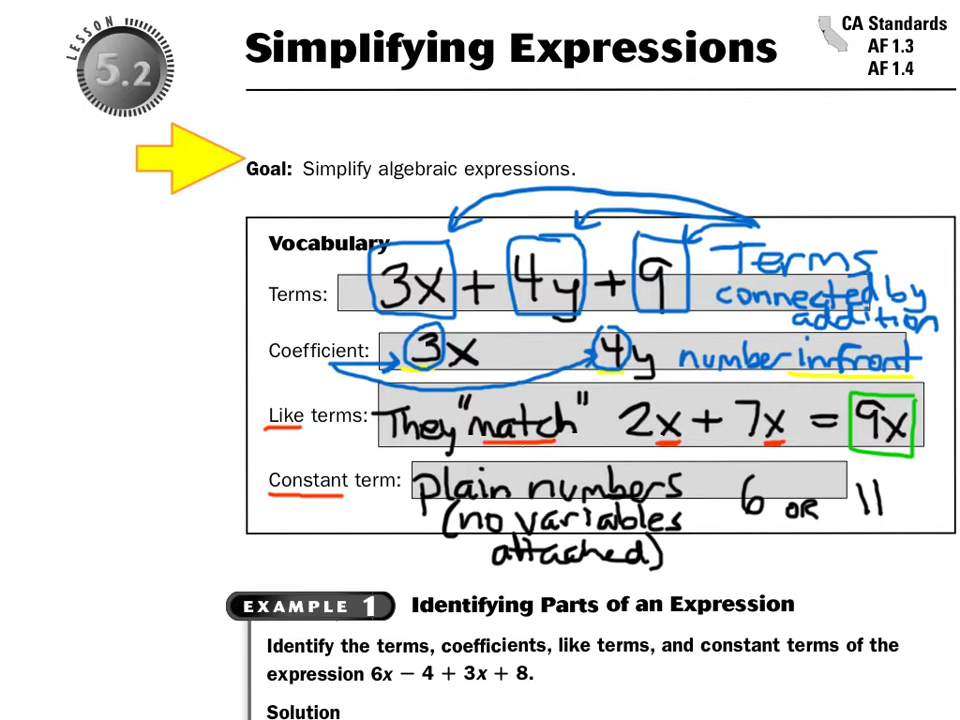 LESSON
5.2
Simplifying Expressions
CA Standards
AF 1.3
AF 1.4
Goal: Simplify algebraic expressions.
Vocabulary
Terms: 3x + 4y + 9 Terms
connected by
addition
Coefficient: 3x 4y number in front
Like terms: They "match" 2x + 7x = 9x
Constant term: plain numbers 6 OR 11
(no variables
attached)
EXAMPLE 1 Identifying Parts of an Expression
Identify the terms, coefficients, like terms, and constant terms of the
expression 6x − 4 + 3x + 8.
Solution